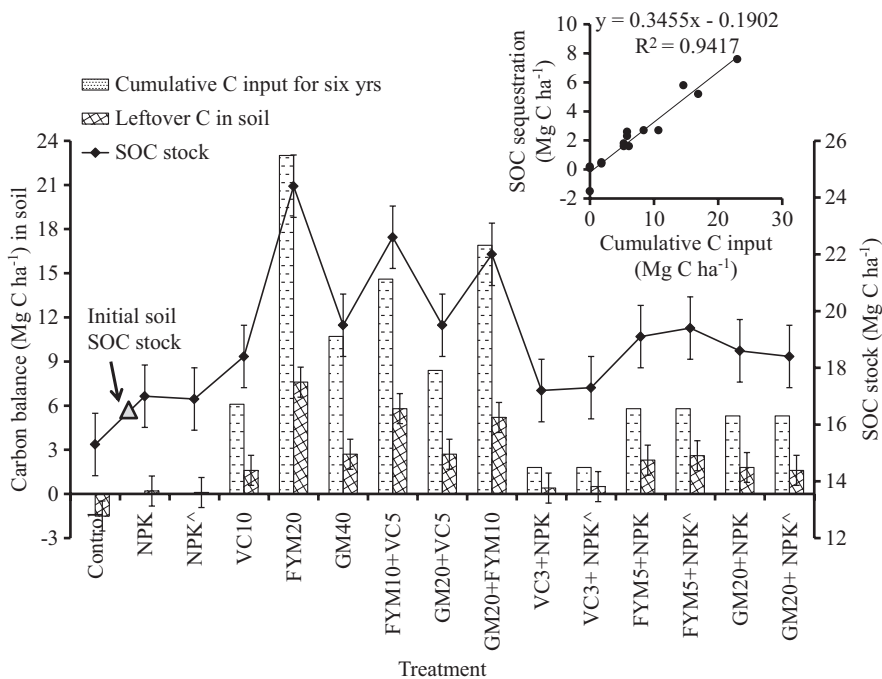 y = 0.3455x - 0.1902
R² = 0.9417
10
8
6
4
2
0
-2
0 10 20 30
SOC sequestration
(Mg C ha⁻¹)
Cumulative C input
(Mg C ha⁻¹)
Cumulative C input for six yrs
Leftover C in soil
SOC stock
24
21
18
15
12
9
6
3
0
-3
Carbon balance (Mg C ha⁻¹) in soil
Initial soil
SOC stock
26
24
22
20
18
16
14
12
SOC stock (Mg C ha⁻¹)
Control
NPK
NPK^
VC10
FYM20
GM40
FYM10+VC5
GM20+VC5
GM20+FYM10
VC3+NPK
VC3+ NPK^
FYM5+NPK
FYM5+NPK^
GM20+NPK
GM20+ NPK^
Treatment